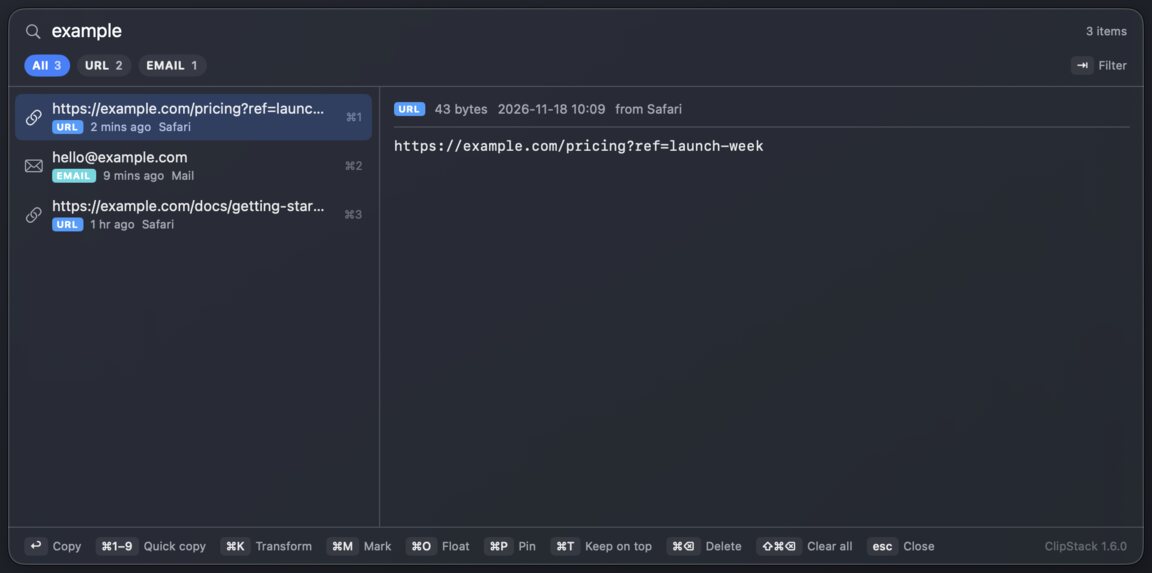 example
3 items
All 3 URL 2 EMAIL 1
⇥ Filter
https://example.com/pricing?ref=launc...
URL 2 mins ago Safari
⌘1
hello@example.com
EMAIL 9 mins ago Mail
⌘2
https://example.com/docs/getting-star...
URL 1 hr ago Safari
⌘3
URL 43 bytes 2026-11-18 10:09 from Safari
https://example.com/pricing?ref=launch-week
↩ Copy ⌘1–9 Quick copy ⌘K Transform ⌘M Mark ⌘O Float ⌘P Pin ⌘T Keep on top ⌘⌫ Delete ⇧⌘⌫ Clear all esc Close
ClipStack 1.6.0